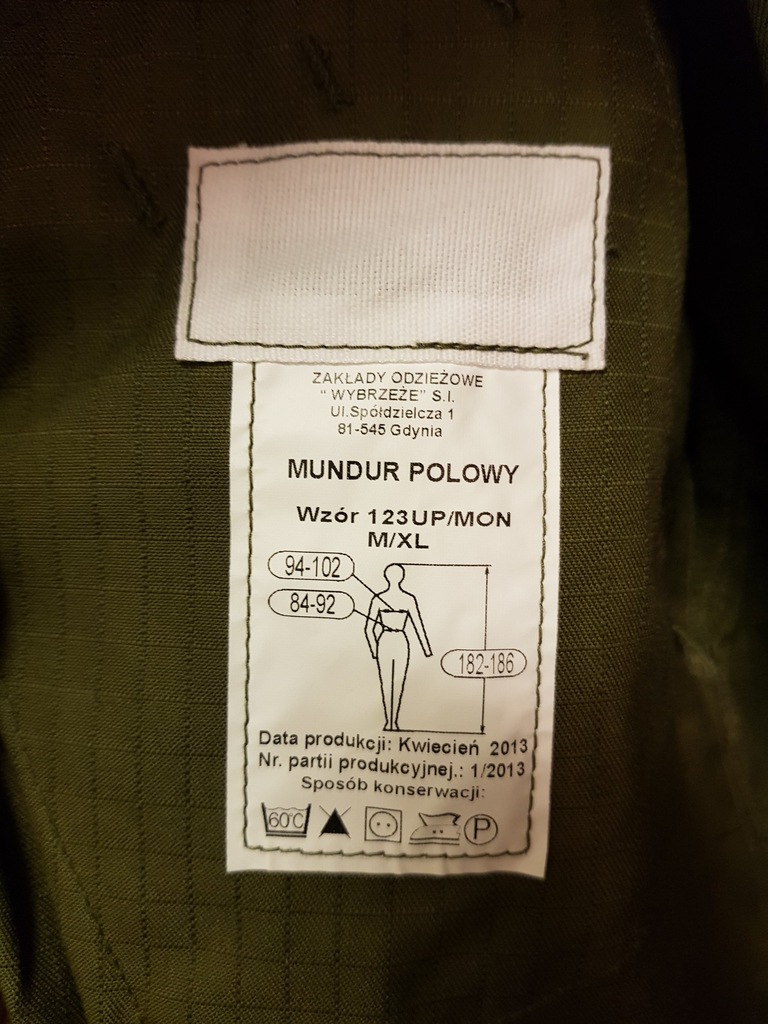 ZAKŁADY ODZIEŻOWE
“ WYBRZEŻE” S.I.
Ul.Spółdzielcza 1
81-545 Gdynia
MUNDUR POLOWY
Wzór 123UP/MON
M/XL
94-102
84-92
182-186
Data produkcji: Kwiecień 2013
Nr. partii produkcyjnej.: 1/2013
Sposób konserwacji:
60°C P